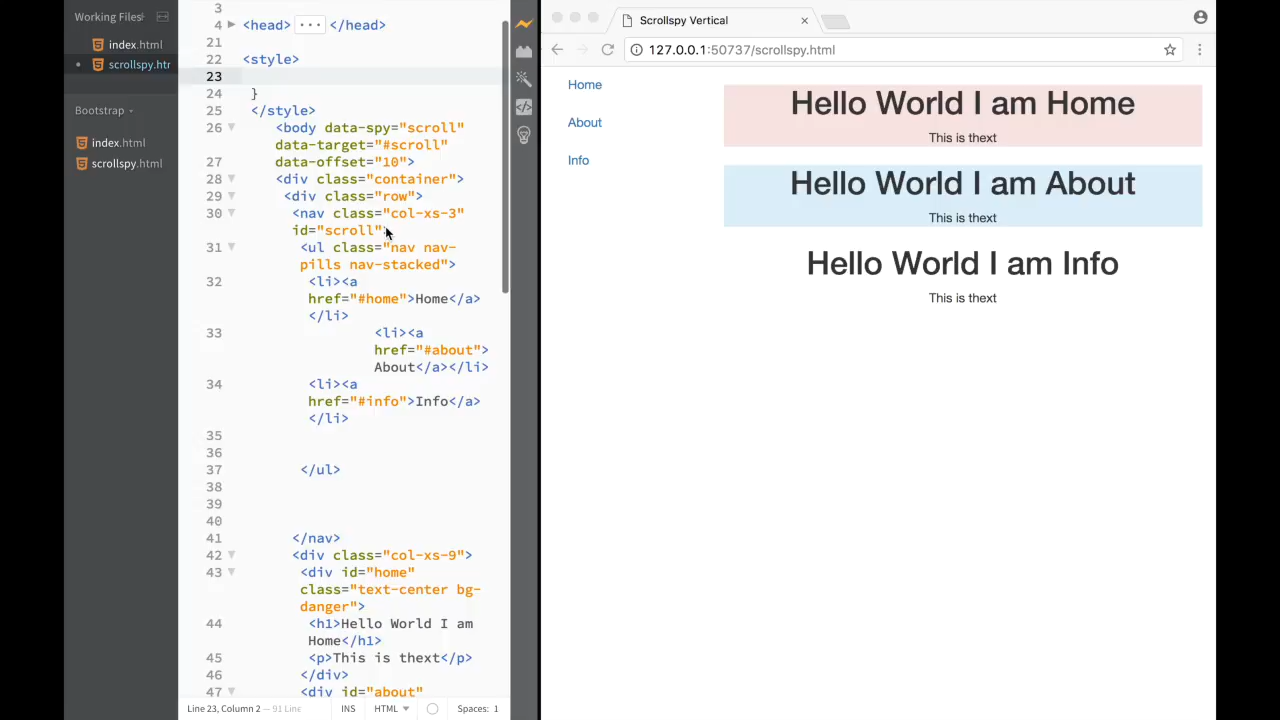 Working Files
index.html
scrollspy.htr
Bootstrap
index.html
scrollspy.html
3
4 <head> ··· </head>
21
22 <style>
23
24 }
25 </style>
26 <body data-spy="scroll"
data-target="#scroll"
27 data-offset="10">
28 <div class="container">
29 <div class="row">
30 <nav class="col-xs-3"
id="scroll">
31 <ul class="nav nav-
pills nav-stacked">
32 <li><a
href="#home">Home</a>
</li>
33 <li><a
href="#about">
About</a></li>
34 <li><a
href="#info">Info</a>
</li>
35
36
37 </ul>
38
39
40
41 </nav>
42 <div class="col-xs-9">
43 <div id="home"
class="text-center bg-
danger">
44 <h1>Hello World I am
Home</h1>
45 <p>This is thext</p>
46 </div>
47 <div id="about"
Line 23, Column 2 — 91 Line
INS
HTML
Spaces: 1
Scrollspy Vertical
127.0.0.1:50737/scrollspy.html
Home
About
Info
Hello World I am Home
This is thext
Hello World I am About
This is thext
Hello World I am Info
This is thext